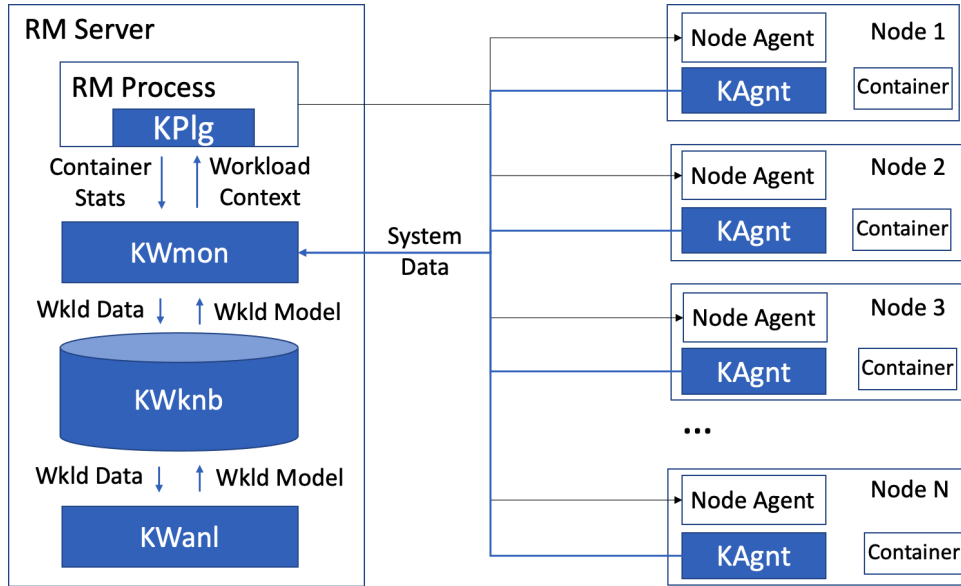 RM Server
RM Process
KPlg
Container
Stats
Workload
Context
KWmon
Wkld Data
Wkld Model
KWknb
Wkld Data
Wkld Model
KWanl
System
Data
Node Agent
Node 1
KAgnt
Container
Node Agent
Node 2
KAgnt
Container
Node Agent
Node 3
KAgnt
Container
...
Node Agent
Node N
KAgnt
Container